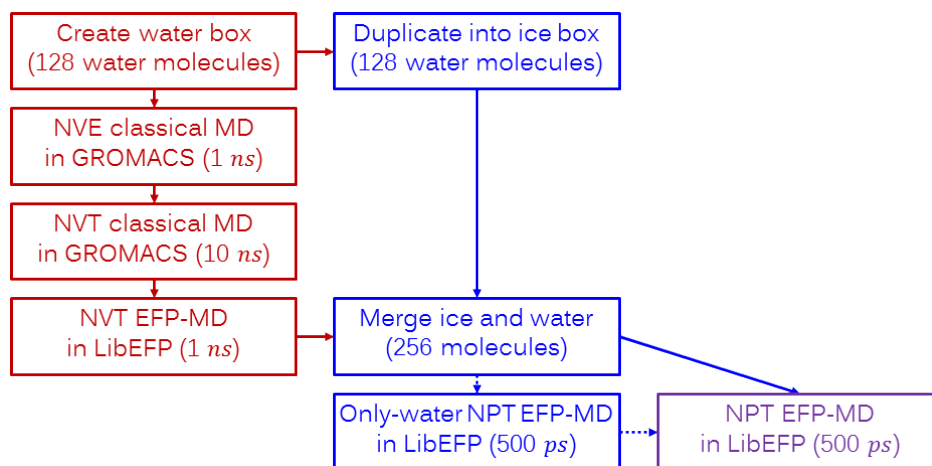 Create water box
(128 water molecules)
Duplicate into ice box
(128 water molecules)
NVE classical MD
in GROMACS (1 ns)
NVT classical MD
in GROMACS (10 ns)
NVT EFP-MD
in LibEFP (1 ns)
Merge ice and water
(256 molecules)
Only-water NPT EFP-MD
in LibEFP (500 ps)
NPT EFP-MD
in LibEFP (500 ps)